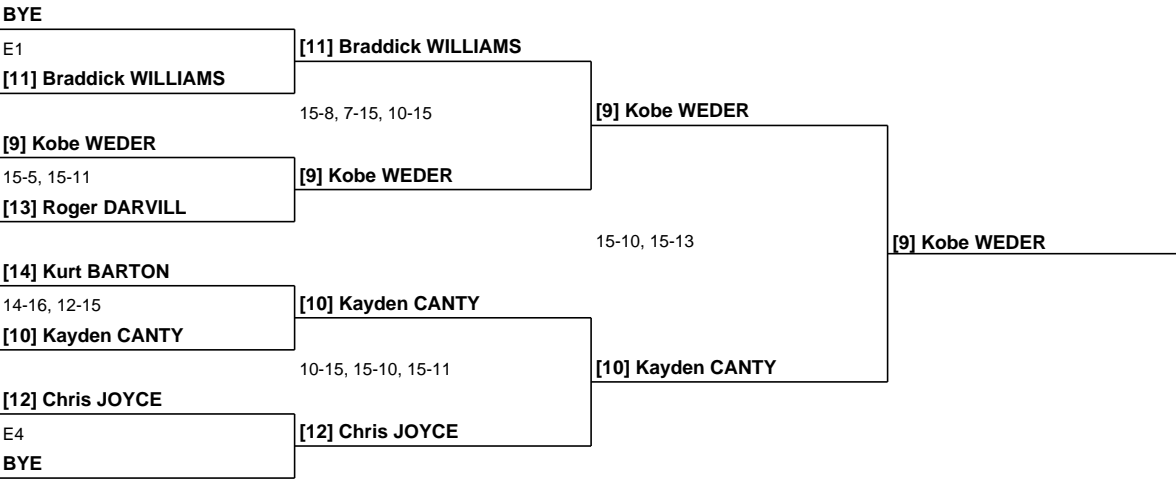 BYE
E1
[11] Braddick WILLIAMS
[11] Braddick WILLIAMS
15-8, 7-15, 10-15
[9] Kobe WEDER
[9] Kobe WEDER
15-5, 15-11
[9] Kobe WEDER
[13] Roger DARVILL
15-10, 15-13
[9] Kobe WEDER
[14] Kurt BARTON
14-16, 12-15
[10] Kayden CANTY
[10] Kayden CANTY
10-15, 15-10, 15-11
[10] Kayden CANTY
[12] Chris JOYCE
E4
[12] Chris JOYCE
BYE